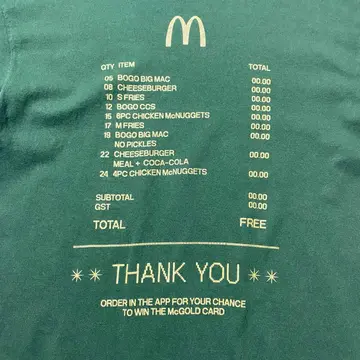 QTY ITEM TOTAL
05 BOGO BIG MAC 00.00
08 CHEESEBURGER 00.00
10 S FRIES 00.00
12 BOGO CCS 00.00
15 6PC CHICKEN McNUGGETS 00.00
17 M FRIES 00.00
19 BOGO BIG MAC 00.00
NO PICKLES
22 CHEESEBURGER 00.00
MEAL + COCA-COLA
24 4PC CHICKEN McNUGGETS 00.00
SUBTOTAL 00.00
GST 00.00
TOTAL FREE
** THANK YOU **
ORDER IN THE APP FOR YOUR CHANCE
TO WIN THE McGOLD CARD